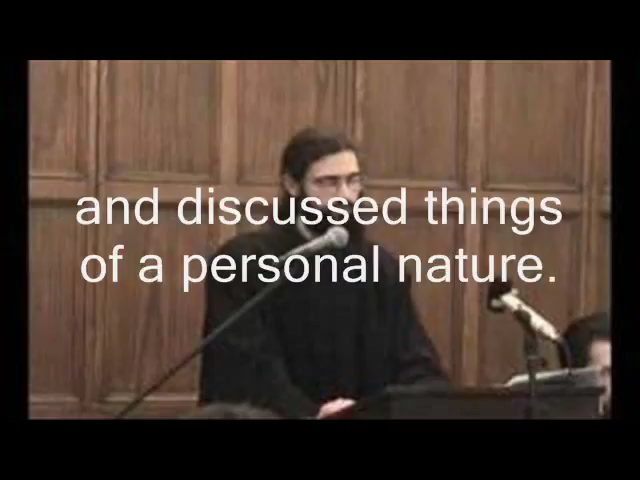 and discussed things
of a personal nature.